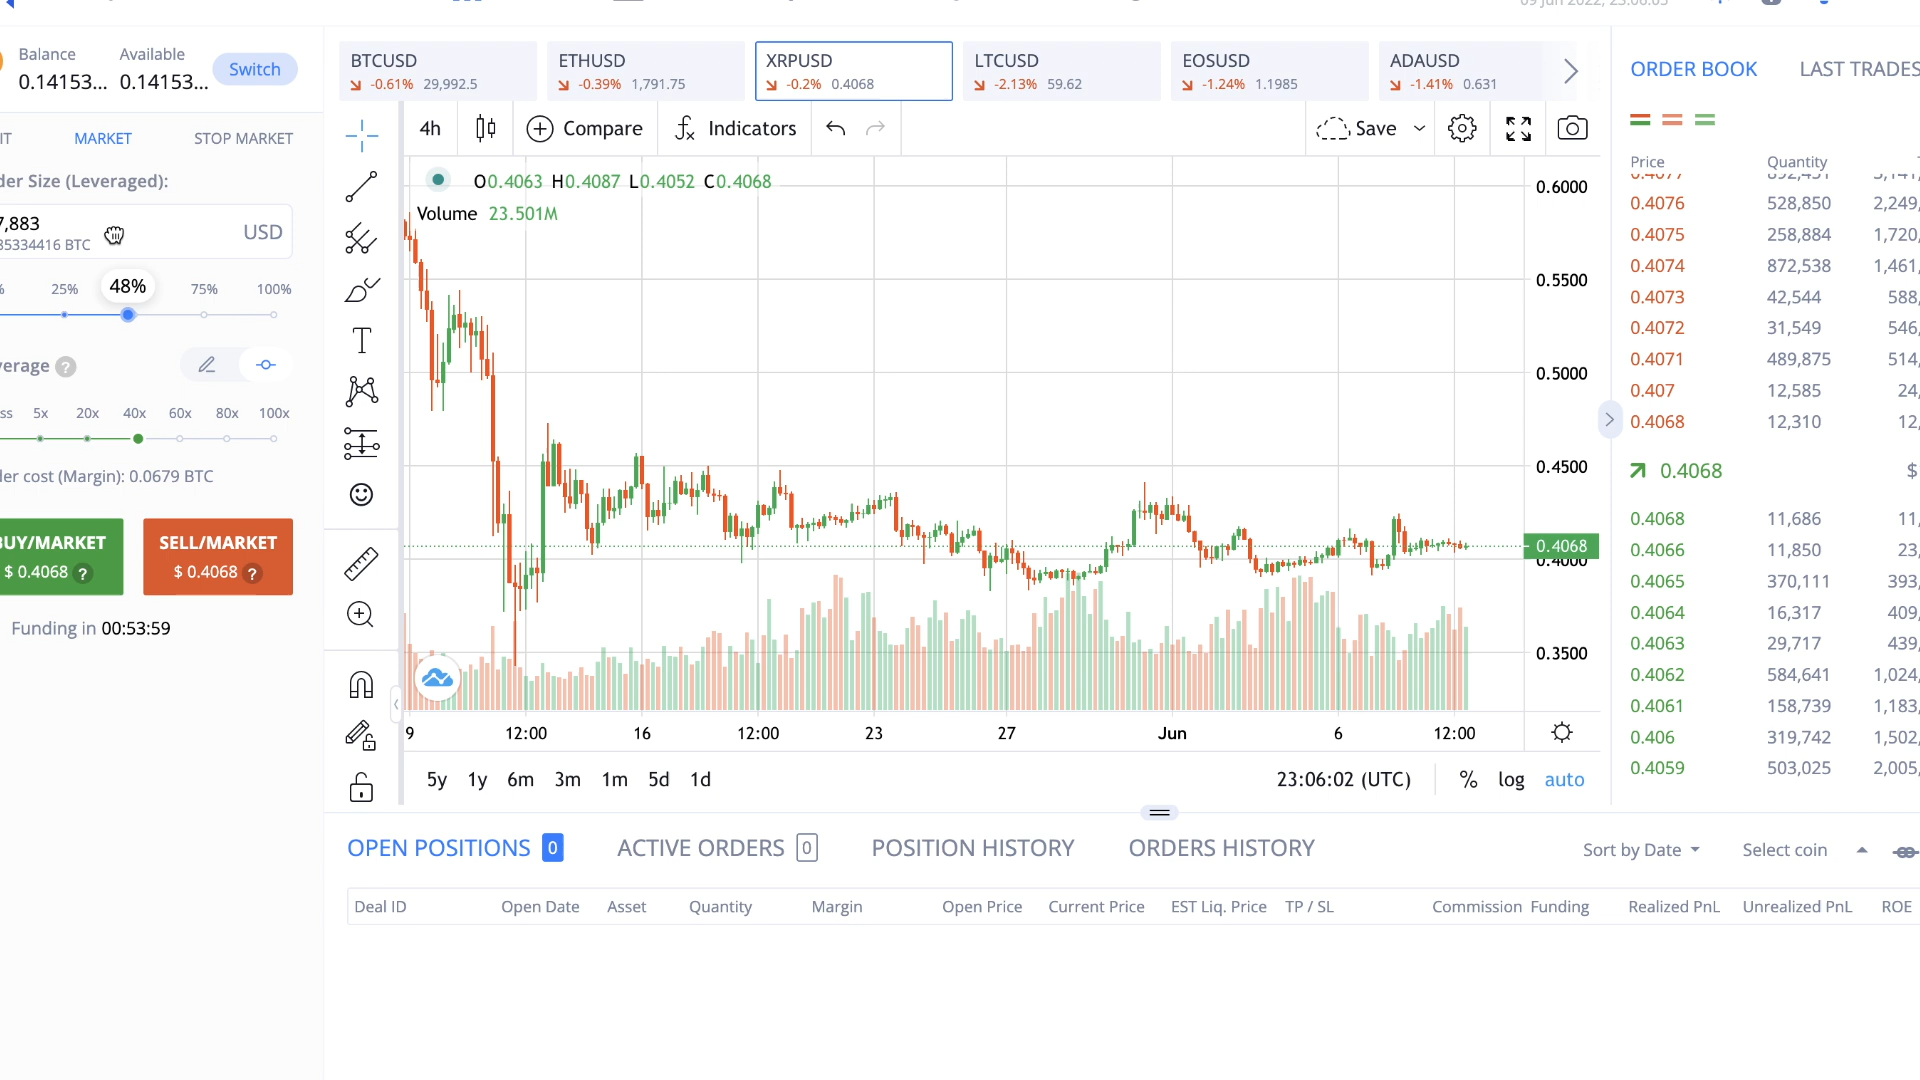 Balance
0.14153...
Available
0.14153...
Switch
MARKET
STOP MARKET
Size (Leveraged):
7,883
BTC
USD
25%
48%
75%
100%
5x 20x 40x 60x 80x 100x
cost (Margin): 0.0679 BTC
BUY/MARKET
$ 0.4068 ?
SELL/MARKET
$ 0.4068 ?
Funding in 00:53:59
BTCUSD
-0.61% 29,992.5
ETHUSD
-0.39% 1,791.75
XRPUSD
-0.2% 0.4068
LTCUSD
-2.13% 59.62
EOSUSD
-1.24% 1.1985
ADAUSD
-1.41% 0.631
4h
Compare
Indicators
Save
O0.4063 H0.4087 L0.4052 C0.4068
Volume 23.501M
0.6000
0.5500
0.5000
0.4500
0.4068
0.4000
0.3500
9 12:00 16 12:00 23 27 Jun 6 12:00
5y 1y 6m 3m 1m 5d 1d
23:06:02 (UTC)
% log auto
ORDER BOOK
LAST TRADES
Price Quantity
0.4076 528,850 2,249,
0.4075 258,884 1,720,
0.4074 872,538 1,461,
0.4073 42,544 588,
0.4072 31,549 546,
0.4071 489,875 514,
0.407 12,585 24,
0.4068 12,310 12,
0.4068 $
0.4068 11,686 11,
0.4066 11,850 23,
0.4065 370,111 393,
0.4064 16,317 409,
0.4063 29,717 439,
0.4062 584,641 1,024,
0.4061 158,739 1,183,
0.406 319,742 1,502,
0.4059 503,025 2,005,
OPEN POSITIONS 0
ACTIVE ORDERS 0
POSITION HISTORY
ORDERS HISTORY
Sort by Date
Select coin
Deal ID Open Date Asset Quantity Margin Open Price Current Price EST Liq. Price TP / SL Commission Funding Realized PnL Unrealized PnL ROE